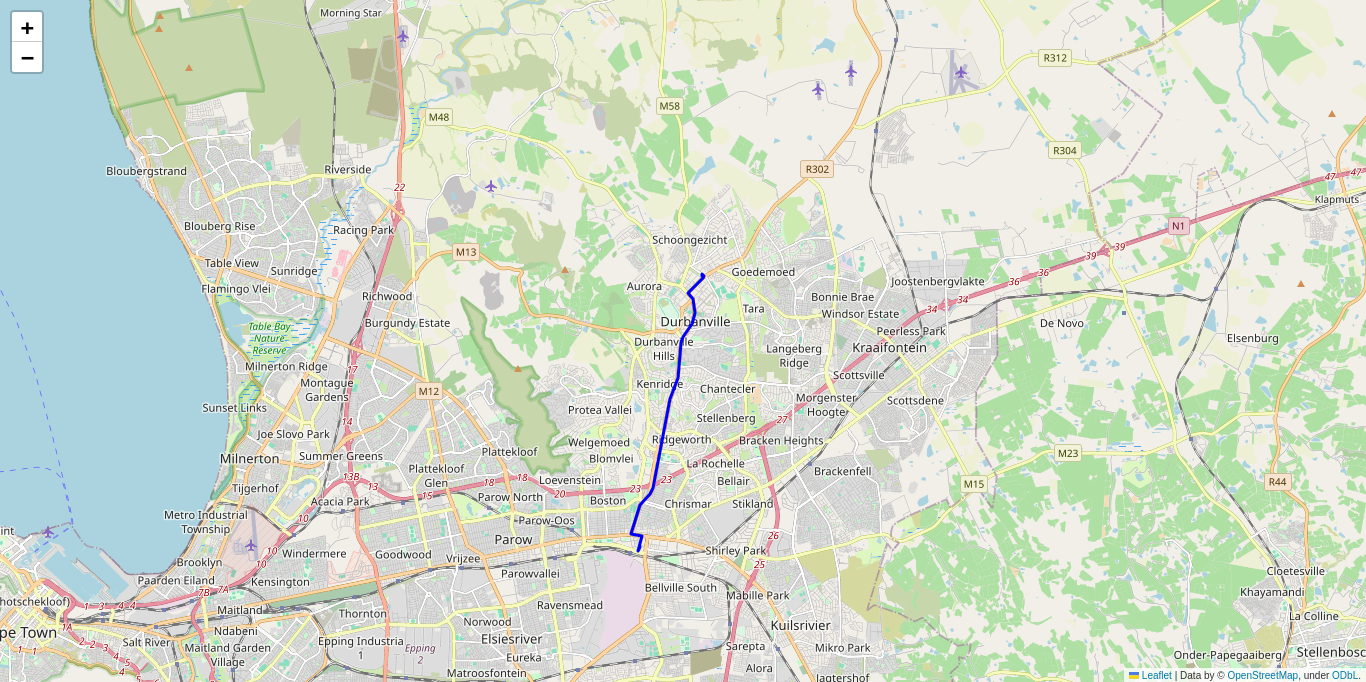 +
−
Morning Star
R312
M58
M48
R304
Bloubergstrand
Riverside
R302
22
47
47
Klapmuts
Blouberg Rise
Racing Park
N1
Schoongezicht
39
M13
39
Table View
Sunridge
Goedemoed
36
36
Joostenbergvlakte
Flamingo Vlei
Richwood
Aurora
Bonnie Brae
34
34
Tara
Windsor Estate
Burgundy Estate
Durbanville
De Novo
Table Bay
Nature
Reserve
Peerless Park
Elsenburg
Durbanville
Hills
Langeberg
Ridge
Kraaifontein
Milnerton Ridge
Scottsville
Montague
Gardens
M12
Kenridge
Chantecler
Morgenster
Hoogte
Scottsdene
Sunset Links
Protea Vallei
Stellenberg
27
14
Joe Slovo Park
Welgemoed
Ridgeworth
Bracken Heights
Summer Greens
Plattekloof
Milnerton
Blomvlei
M23
Plattekloof
Glen
La Rochelle
Brackenfell
13B
18
18
Loevenstein
23
23
Bellair
M15
R44
Tijgerhof
15
20
Acacia Park
Parow North
Boston
Chrismar
Stikland
10
Metro Industrial
Township
Parow-Oos
26
Windermere
Goodwood
Parow
Shirley Park
Vrijzee
25
10
Brooklyn
Parowvallei
Cloetesville
Paarden Eiland
Kensington
Bellville South
Mabille Park
Khayamandi
7B
7A
Maitland
Thornton
Ravensmead
La Colline
1A
Ndabeni
Norwood
Kuilsrivier
pe Town
Salt River
Maitland Garden
Village
Epping Industria
1
Epping
2
Elsiesriver
Sarepta
Mikro Park
Stellenbosc
Eureka
Onder-Papegaaiberg
Matroosfontein
Alora
Jagtershof
Leaflet | Data by © OpenStreetMap, under ODbL.